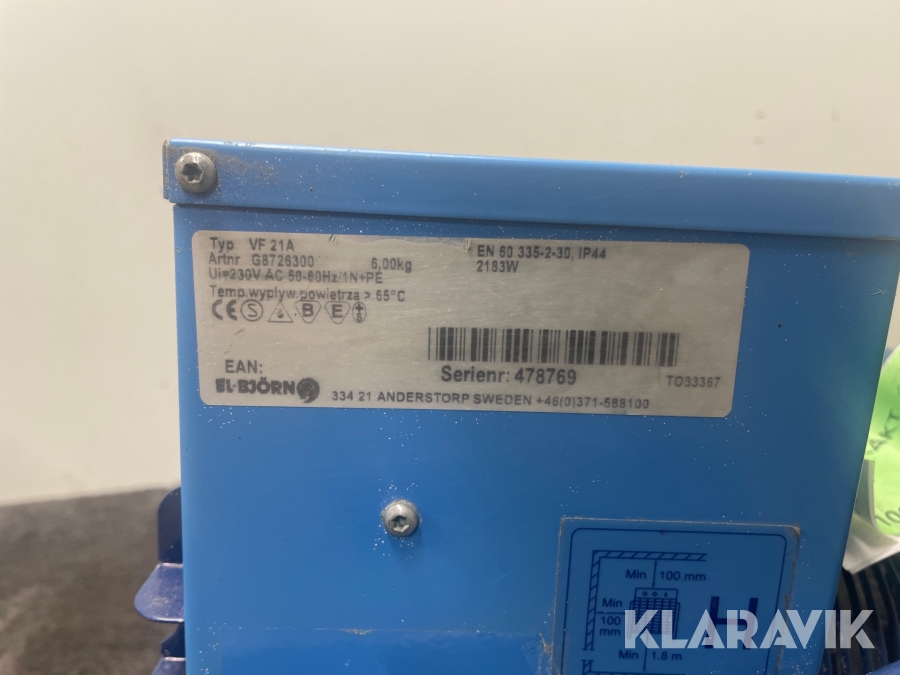 Typ VF 21A
Artnr G8726300 6,00kg
Ui=230V AC 50-60Hz/1N+PE
Temp.wyplyw.powietrza > 65°C
EN 60 335-2-30, IP44
2183W
CE S B E
EAN:
Serienr: 478769
TO33367
EL-BJÖRN
334 21 ANDERSTORP SWEDEN +46(0)371-588100
Min 100 mm
Min
100
mm
Min 1.8 m
KLARAVIK